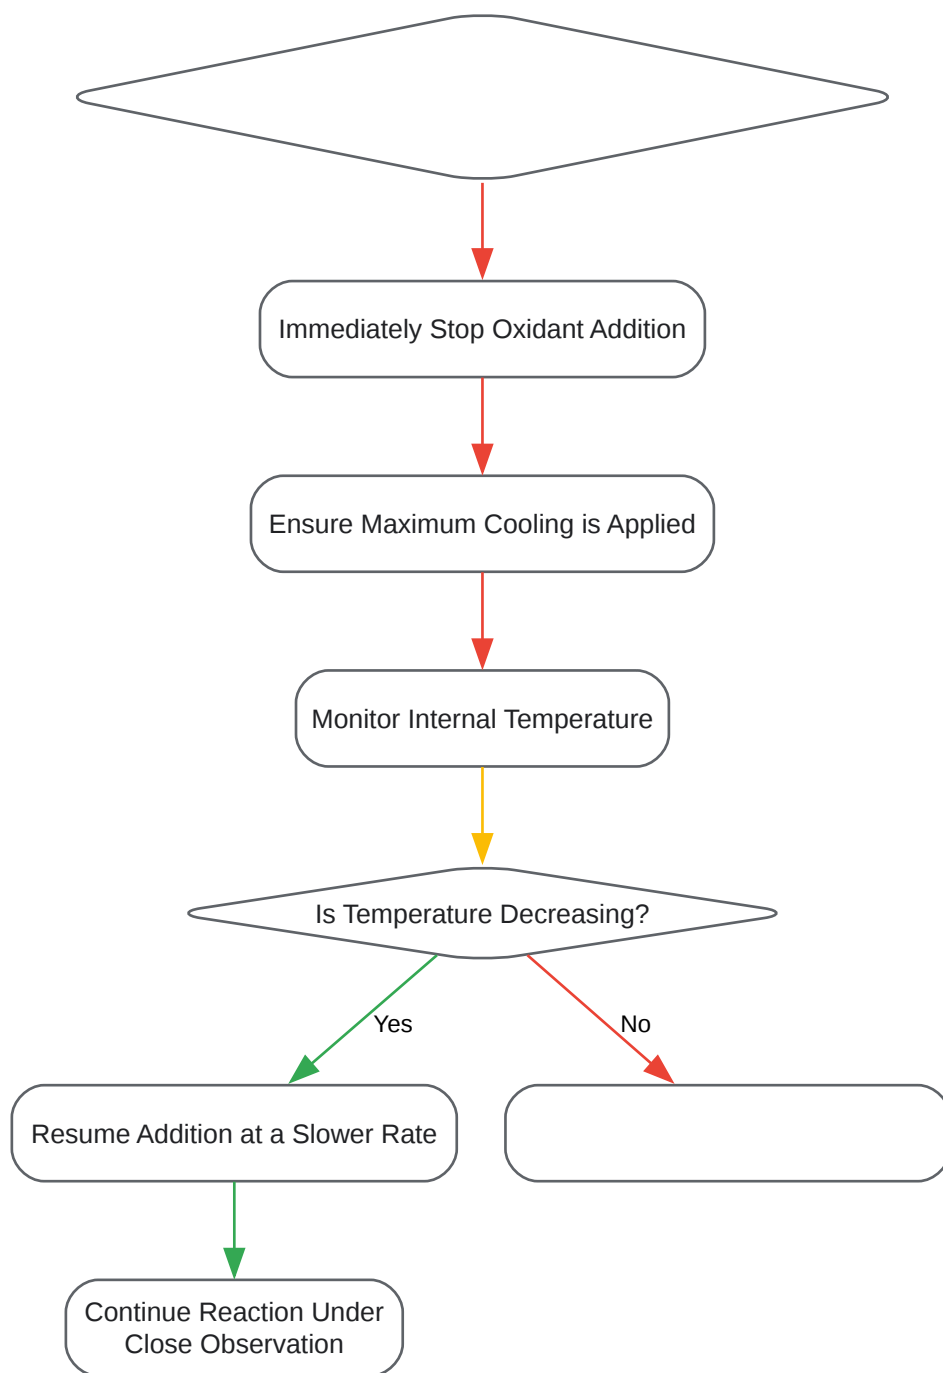 Immediately Stop Oxidant Addition
Ensure Maximum Cooling is Applied
Monitor Internal Temperature
Is Temperature Decreasing?
Yes
No
Resume Addition at a Slower Rate
Continue Reaction Under
Close Observation